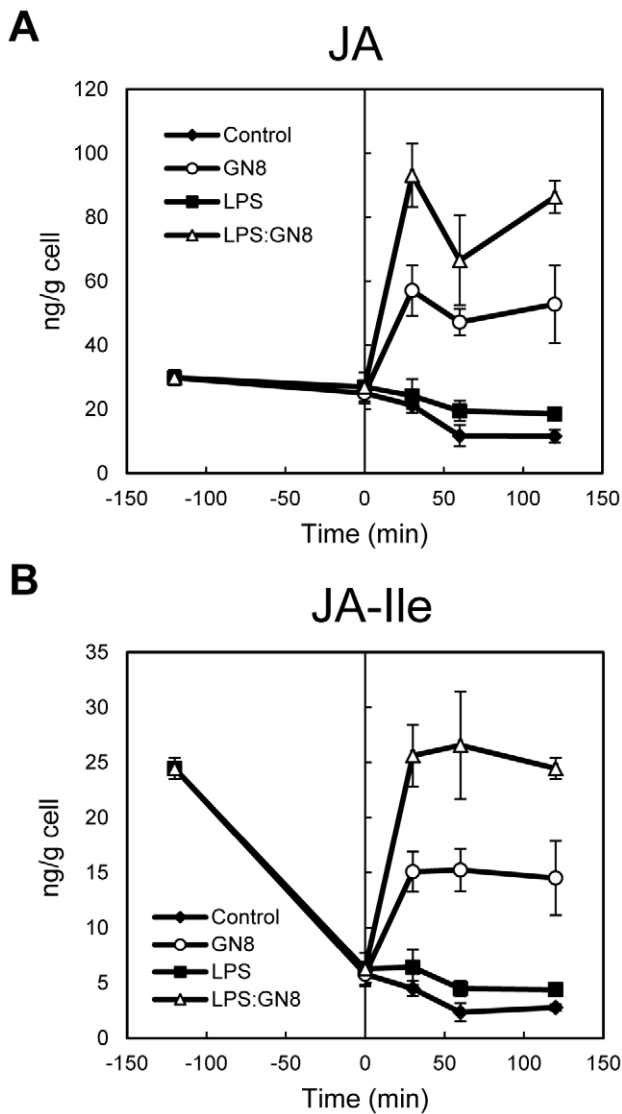 A
JA
120
100
80
60
40
20
0
ng/g cell
Control
GN8
LPS
LPS:GN8
-150 -100 -50 0 50 100 150
Time (min)
B
JA-Ile
35
30
25
20
15
10
5
0
ng/g cell
Control
GN8
LPS
LPS:GN8
-150 -100 -50 0 50 100 150
Time (min)